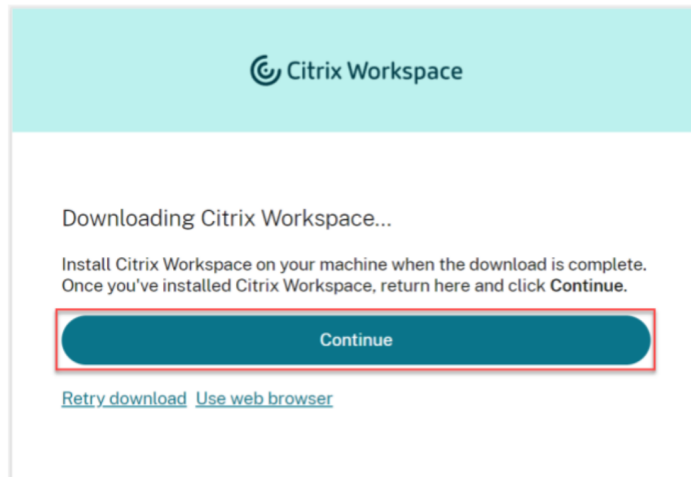 Citrix Workspace
Downloading Citrix Workspace...
Install Citrix Workspace on your machine when the download is complete.
Once you've installed Citrix Workspace, return here and click Continue.
Continue
Retry download Use web browser